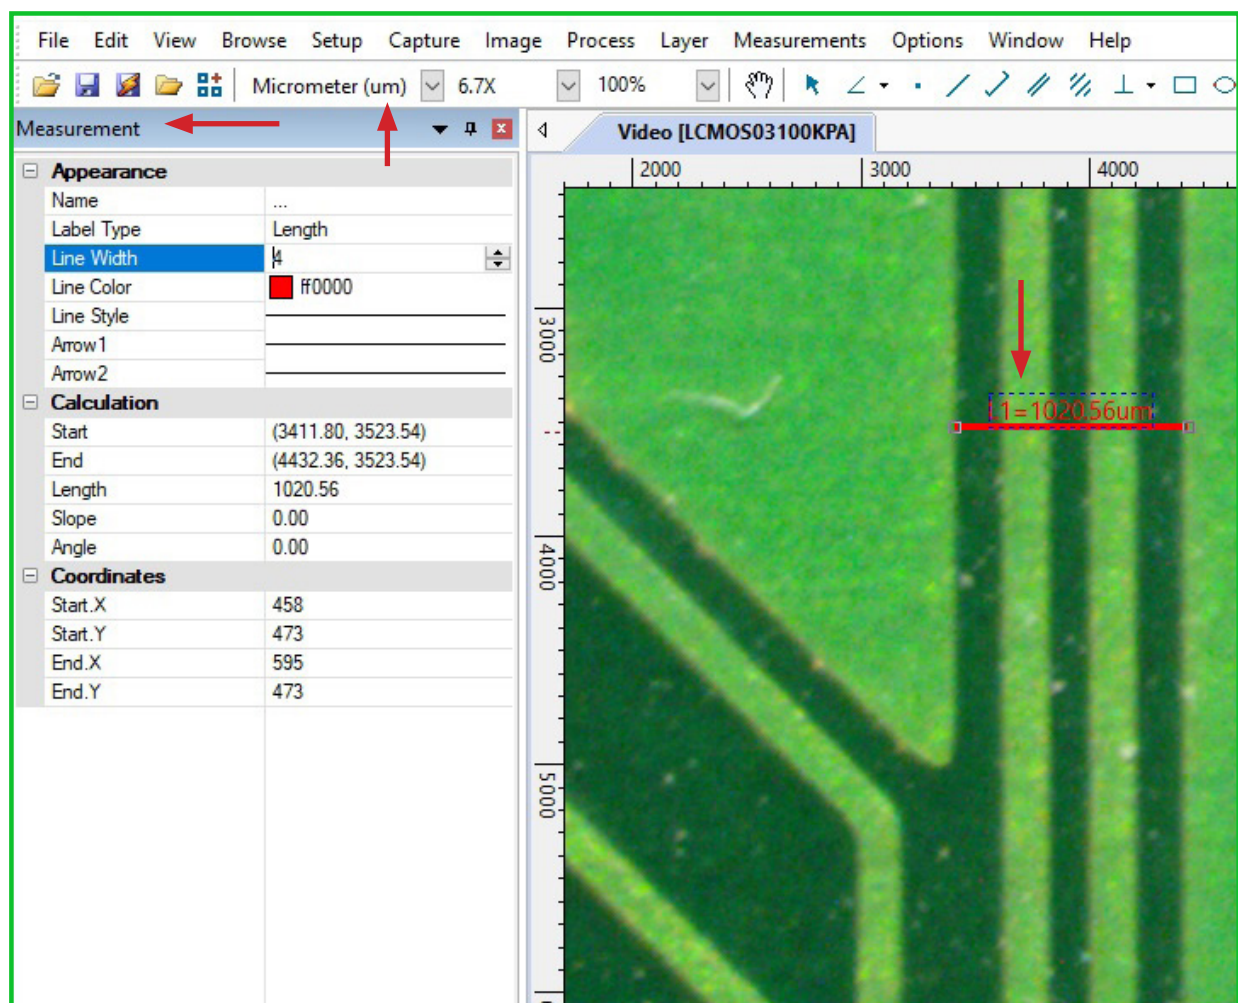 File Edit View Browse Setup Capture Image Process Layer Measurements Options Window Help
Micrometer (um) 6.7X 100%
Measurement
Video [LCMOS03100KPA]
2000 3000 4000
Appearance
Name ...
Label Type Length
Line Width 4
Line Color ff0000
Line Style
Arrow1
Arrow2
Calculation
Start (3411.80, 3523.54)
End (4432.36, 3523.54)
Length 1020.56
Slope 0.00
Angle 0.00
Coordinates
Start.X 458
Start.Y 473
End.X 595
End.Y 473
3000
4000
5000
L1=1020.56um